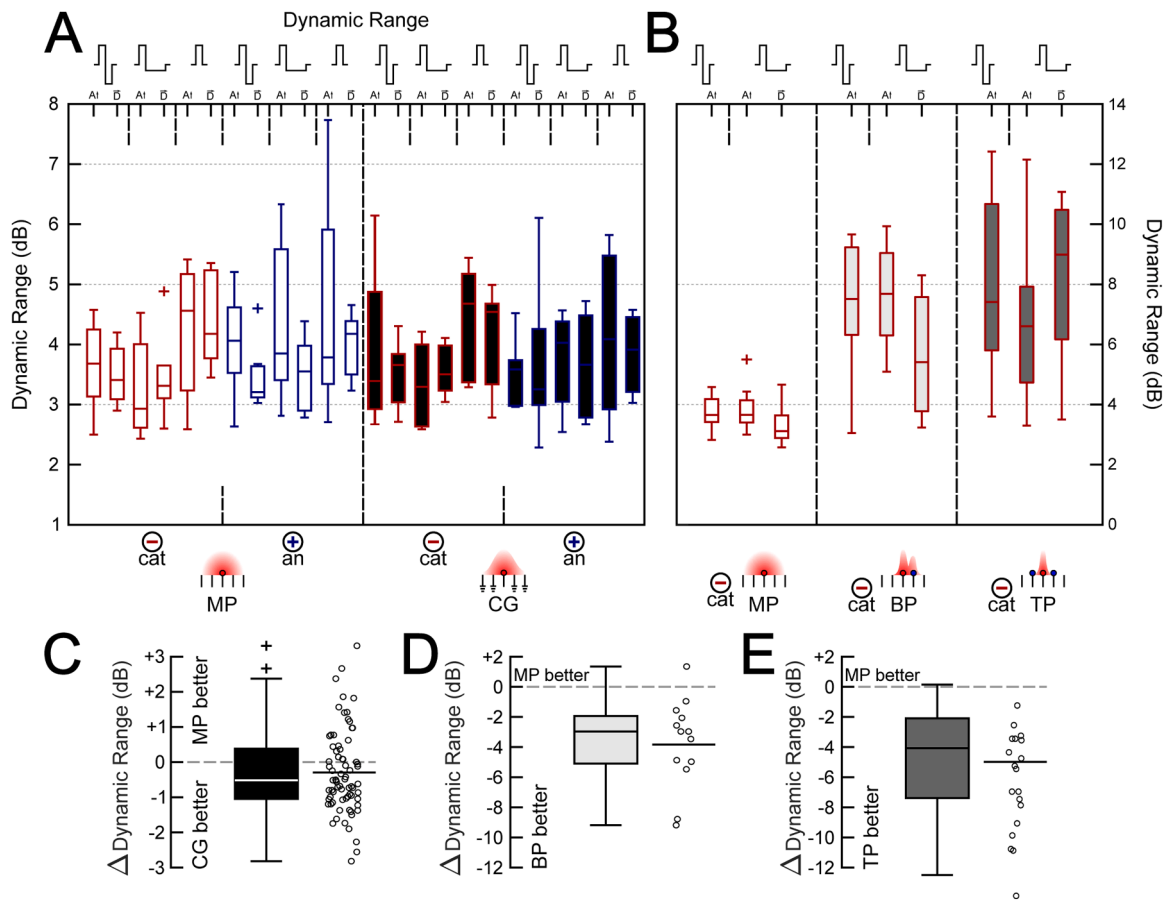 A
Dynamic Range
B
A† D̅ A† D̅ A† D̅ A† D̅ A† D̅ A† D̅ A† D̅ A† D̅ A† D̅ A† D̅ A† D̅ A† D̅
A† A† D̅ A† A† D̅ A† A† D̅
Dynamic Range (dB)
8
7
6
5
4
3
2
1
14
12
10
8
6
4
2
0
Dynamic Range (dB)
cat
an
cat
an
MP
CG
cat MP
cat BP
cat TP
C
Δ Dynamic Range (dB)
+3
+2
+1
0
-1
-2
-3
MP better
CG better
D
Δ Dynamic Range (dB)
+2
0
-2
-4
-6
-8
-10
-12
MP better
BP better
E
Δ Dynamic Range (dB)
+2
0
-2
-4
-6
-8
-10
-12
MP better
TP better